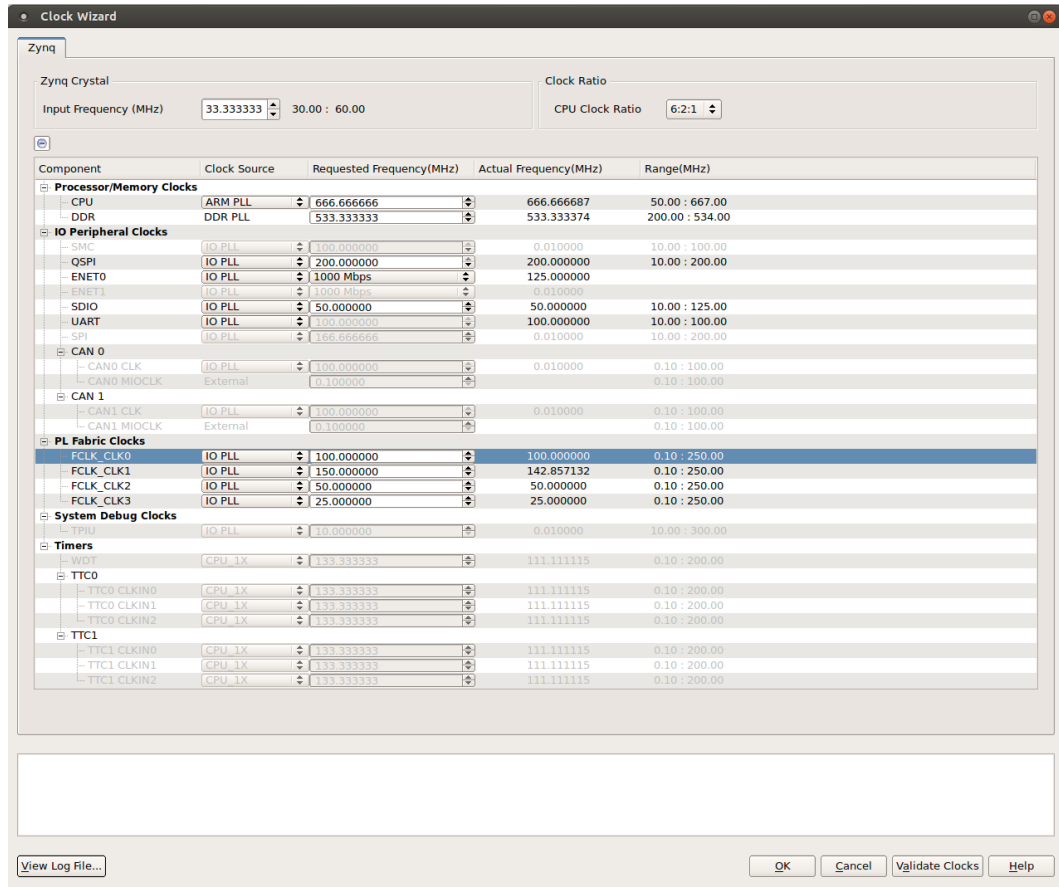 Clock Wizard
Zynq
Zynq Crystal
Clock Ratio
Input Frequency (MHz) 33.333333 30.00 : 60.00 CPU Clock Ratio 6:2:1
Component Clock Source Requested Frequency(MHz) Actual Frequency(MHz) Range(MHz)
Processor/Memory Clocks
CPU ARM PLL 666.666666 666.666687 50.00 : 667.00
DDR DDR PLL 533.333333 533.333374 200.00 : 534.00
IO Peripheral Clocks
SMC IO PLL 100.000000 0.010000 10.00 : 100.00
QSPI IO PLL 200.000000 200.000000 10.00 : 200.00
ENET0 IO PLL 1000 Mbps 125.000000
ENET1 IO PLL 1000 Mbps 0.010000
SDIO IO PLL 50.000000 50.000000 10.00 : 125.00
UART IO PLL 100.000000 100.000000 10.00 : 100.00
SPI IO PLL 166.666666 0.010000 10.00 : 200.00
CAN 0
CAN0 CLK IO PLL 100.000000 0.010000 0.10 : 100.00
CAN0 MIOCLK External 0.100000 0.10 : 100.00
CAN 1
CAN1 CLK IO PLL 100.000000 0.010000 0.10 : 100.00
CAN1 MIOCLK External 0.100000 0.10 : 100.00
PL Fabric Clocks
FCLK_CLK0 IO PLL 100.000000 100.000000 0.10 : 250.00
FCLK_CLK1 IO PLL 150.000000 142.857132 0.10 : 250.00
FCLK_CLK2 IO PLL 50.000000 50.000000 0.10 : 250.00
FCLK_CLK3 IO PLL 25.000000 25.000000 0.10 : 250.00
System Debug Clocks
TPIU IO PLL 10.000000 0.010000 10.00 : 300.00
Timers
WDT CPU_1X 133.333333 111.111115 0.10 : 200.00
TTC0
TTC0 CLKIN0 CPU_1X 133.333333 111.111115 0.10 : 200.00
TTC0 CLKIN1 CPU_1X 133.333333 111.111115 0.10 : 200.00
TTC0 CLKIN2 CPU_1X 133.333333 111.111115 0.10 : 200.00
TTC1
TTC1 CLKIN0 CPU_1X 133.333333 111.111115 0.10 : 200.00
TTC1 CLKIN1 CPU_1X 133.333333 111.111115 0.10 : 200.00
TTC1 CLKIN2 CPU_1X 133.333333 111.111115 0.10 : 200.00
View Log File... OK Cancel Validate Clocks Help